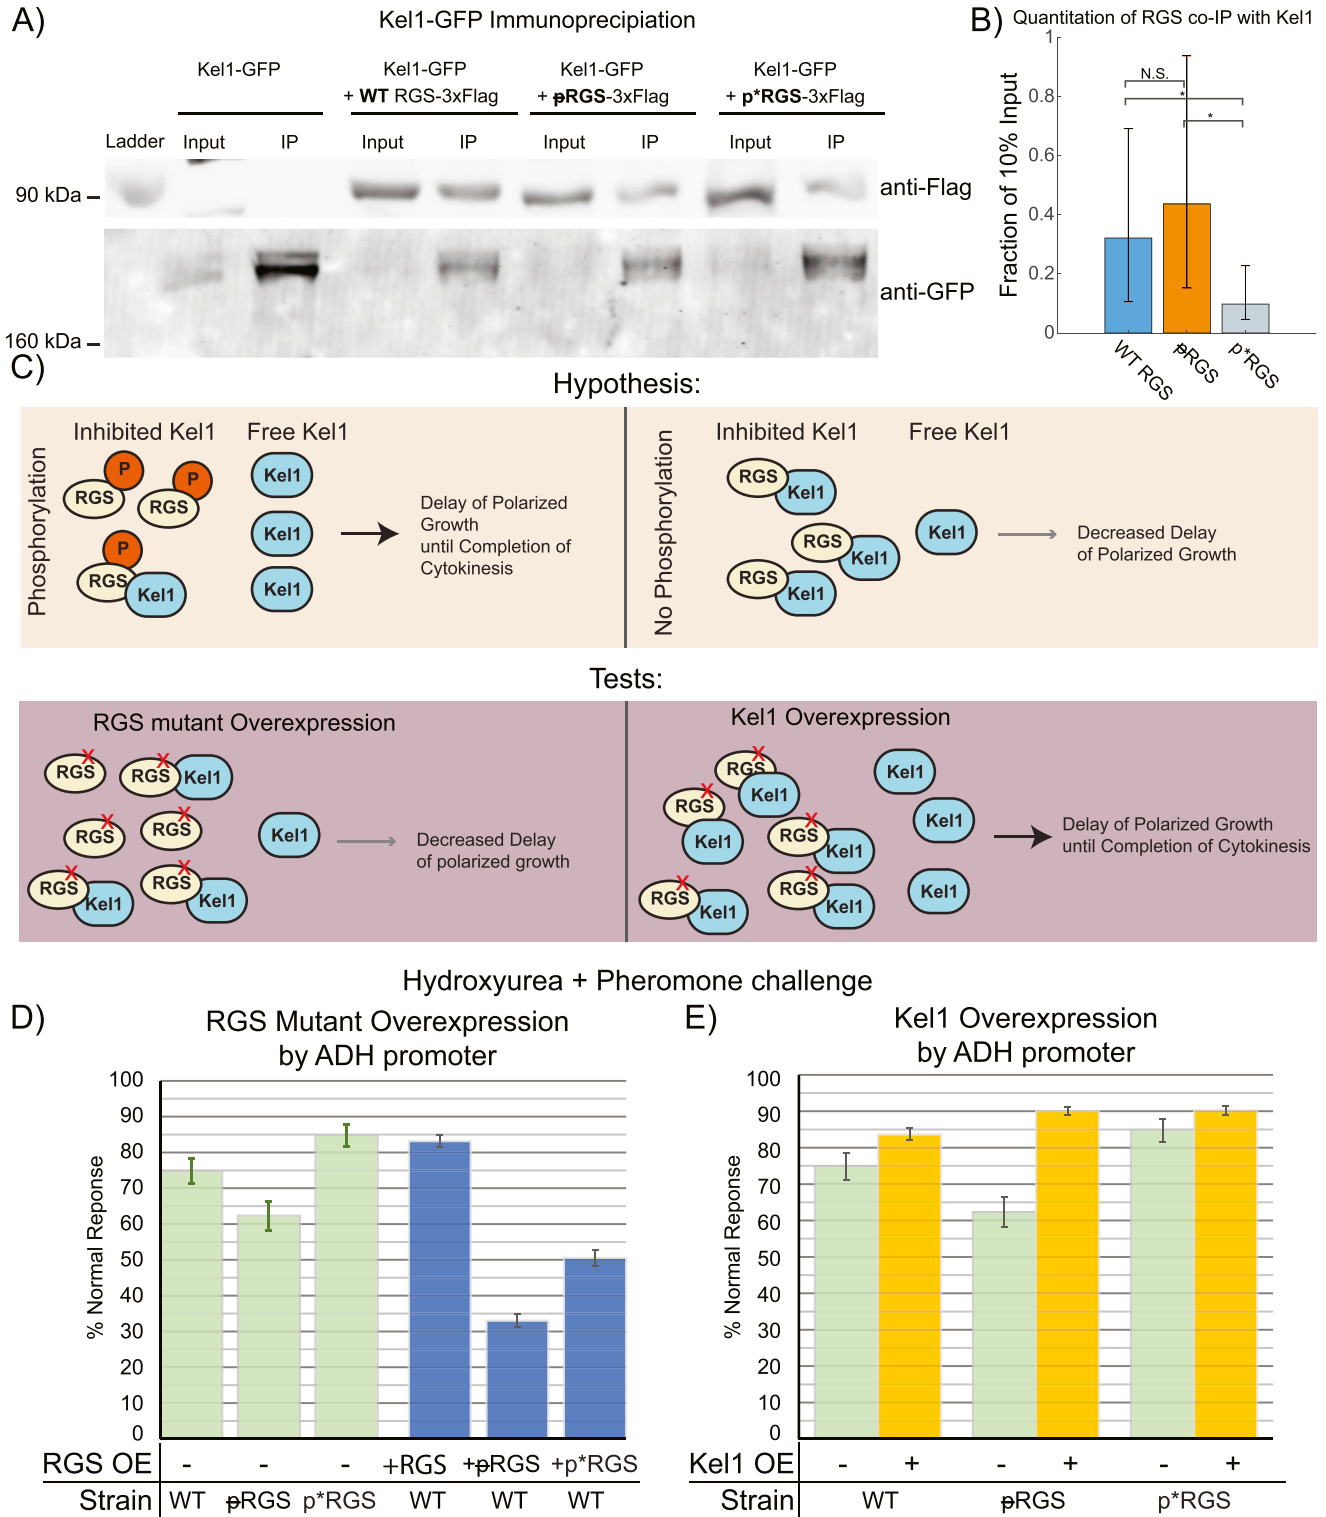 A)
Kel1-GFP Immunoprecipiation
Kel1-GFP
Kel1-GFP
+ WT RGS-3xFlag
Kel1-GFP
+ p̶RGS-3xFlag
Kel1-GFP
+ p*RGS-3xFlag
Ladder Input IP Input IP Input IP Input IP
90 kDa
anti-Flag
anti-GFP
160 kDa
B)
Quantitation of RGS co-IP with Kel1
Fraction of 10% Input
1
0.8
0.6
0.4
0.2
0
N.S.
*
*
WT RGS
p̶RGS
p*RGS
C)
Hypothesis:
Phosphorylation
Inhibited Kel1 Free Kel1
P
RGS
P
RGS
P
RGS
Kel1
Kel1
Kel1
Kel1
Delay of Polarized
Growth
until Completion of
Cytokinesis
No Phosphorylation
Inhibited Kel1 Free Kel1
RGS
Kel1
RGS
Kel1
RGS
Kel1
Kel1
Decreased Delay
of Polarized Growth
Tests:
RGS mutant Overexpression
RGS X
RGS X Kel1
RGS X
RGS X
RGS X Kel1
RGS X Kel1
Kel1
Decreased Delay
of polarized growth
Kel1 Overexpression
RGS X Kel1
RGS X Kel1
RGS X Kel1
RGS X Kel1
RGS X Kel1
Kel1
Kel1
Kel1
Delay of Polarized Growth
until Completion of Cytokinesis
Hydroxyurea + Pheromone challenge
D)
RGS Mutant Overexpression
by ADH promoter
% Normal Reponse
100
90
80
70
60
50
40
30
20
10
0
RGS OE - - - +RGS +p̶RGS +p*RGS
Strain WT p̶RGS p*RGS WT WT WT
E)
Kel1 Overexpression
by ADH promoter
% Normal Reponse
100
90
80
70
60
50
40
30
20
10
0
Kel1 OE - + - + - +
Strain WT p̶RGS p*RGS